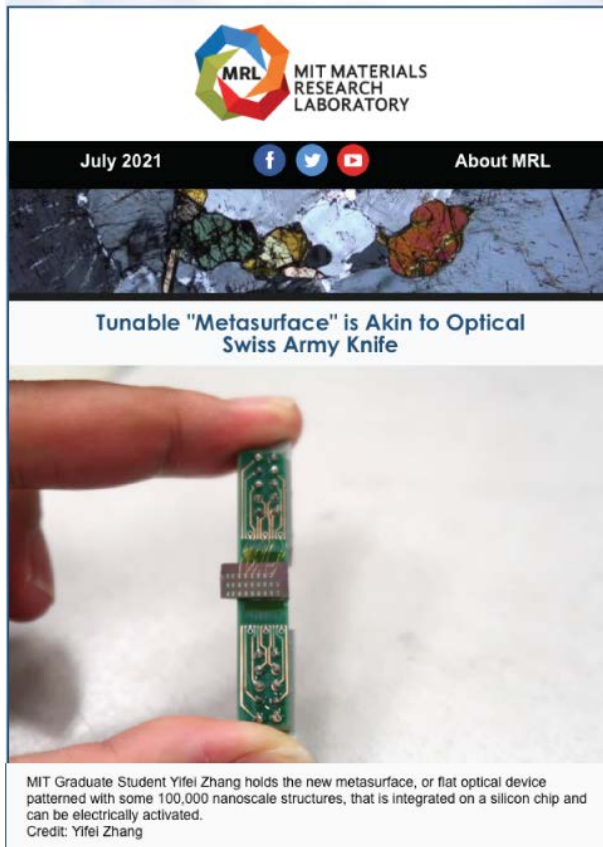 MRL
MIT MATERIALS
RESEARCH
LABORATORY
July 2021
About MRL
Tunable "Metasurface" is Akin to Optical
Swiss Army Knife
MIT Graduate Student Yifei Zhang holds the new metasurface, or flat optical device
patterned with some 100,000 nanoscale structures, that is integrated on a silicon chip and
can be electrically activated.
Credit: Yifei Zhang